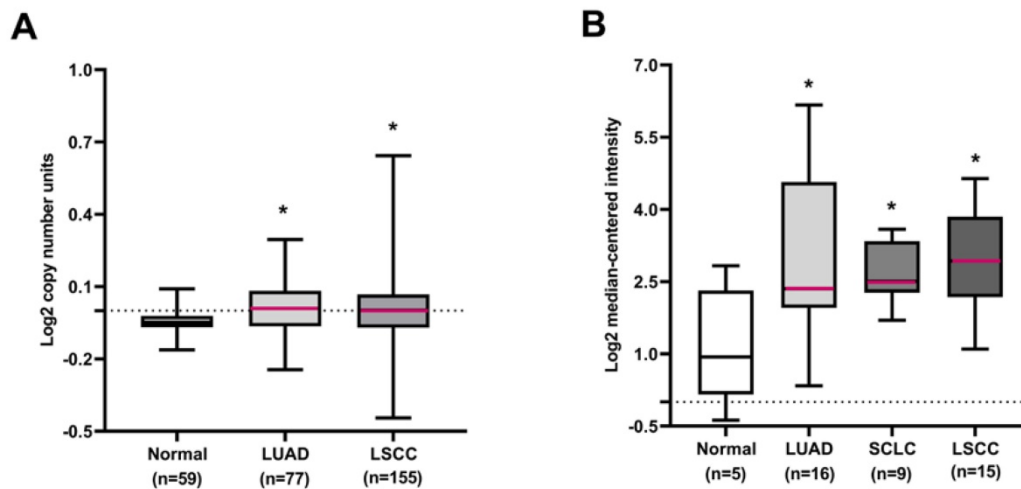 A
Log2 copy number units
1.0
0.7
0.4
0.1
-0.2
-0.5
*
*
Normal LUAD LSCC
(n=59) (n=77) (n=155)
B
Log2 median-centered intensity
7.0
5.5
4.0
2.5
1.0
-0.5
*
*
*
Normal LUAD SCLC LSCC
(n=5) (n=16) (n=9) (n=15)